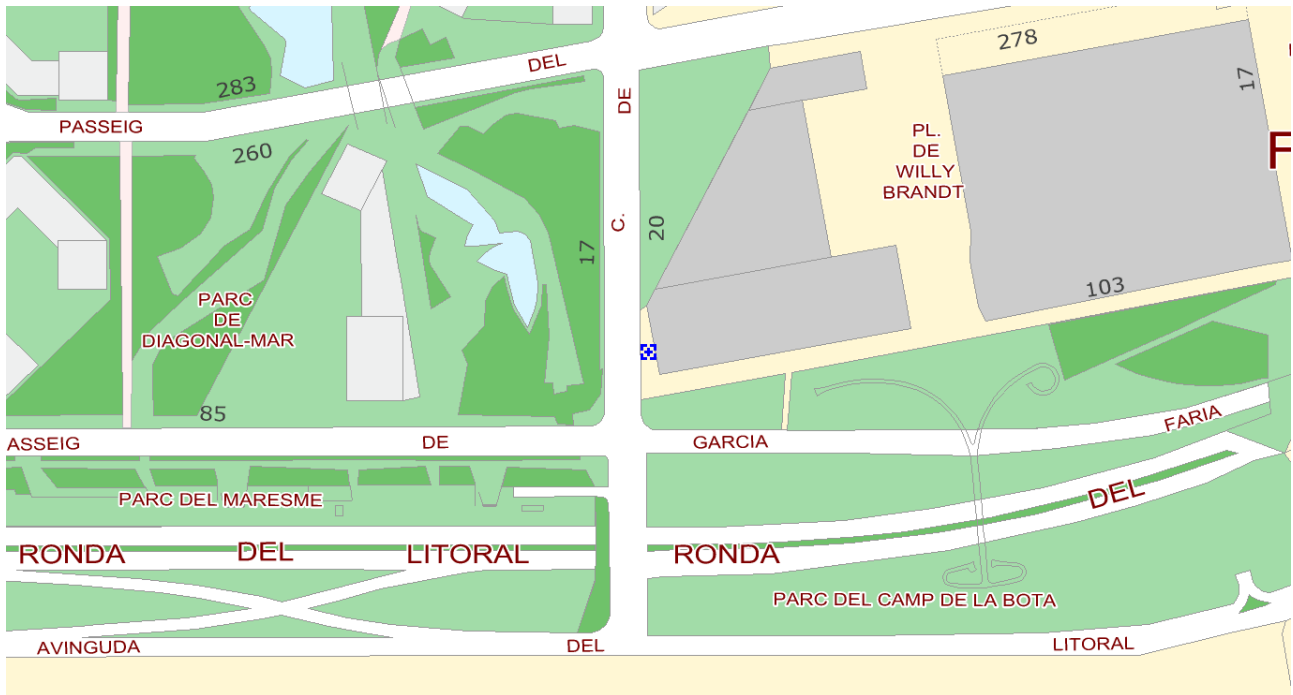 278
DEL
17
283
DE
PASSEIG
F
PL.
DE
WILLY
BRANDT
260
C.
20
17
103
PARC
DE
DIAGONAL-MAR
85
FARIA
ASSEIG
DE
GARCIA
DEL
PARC DEL MARESME
RONDA DEL LITORAL
RONDA
PARC DEL CAMP DE LA BOTA
AVINGUDA
DEL
LITORAL